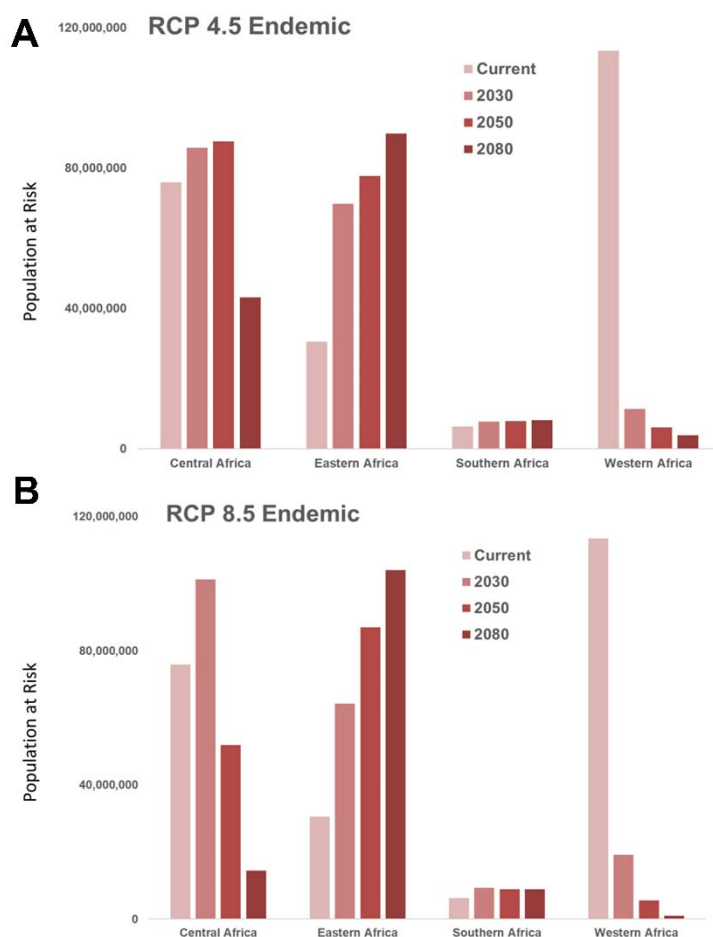 A
RCP 4.5 Endemic
120,000,000
80,000,000
40,000,000
0
Population at Risk
Current
2030
2050
2080
Central Africa
Eastern Africa
Southern Africa
Western Africa
B
RCP 8.5 Endemic
120,000,000
80,000,000
40,000,000
0
Population at Risk
Current
2030
2050
2080
Central Africa
Eastern Africa
Southern Africa
Western Africa